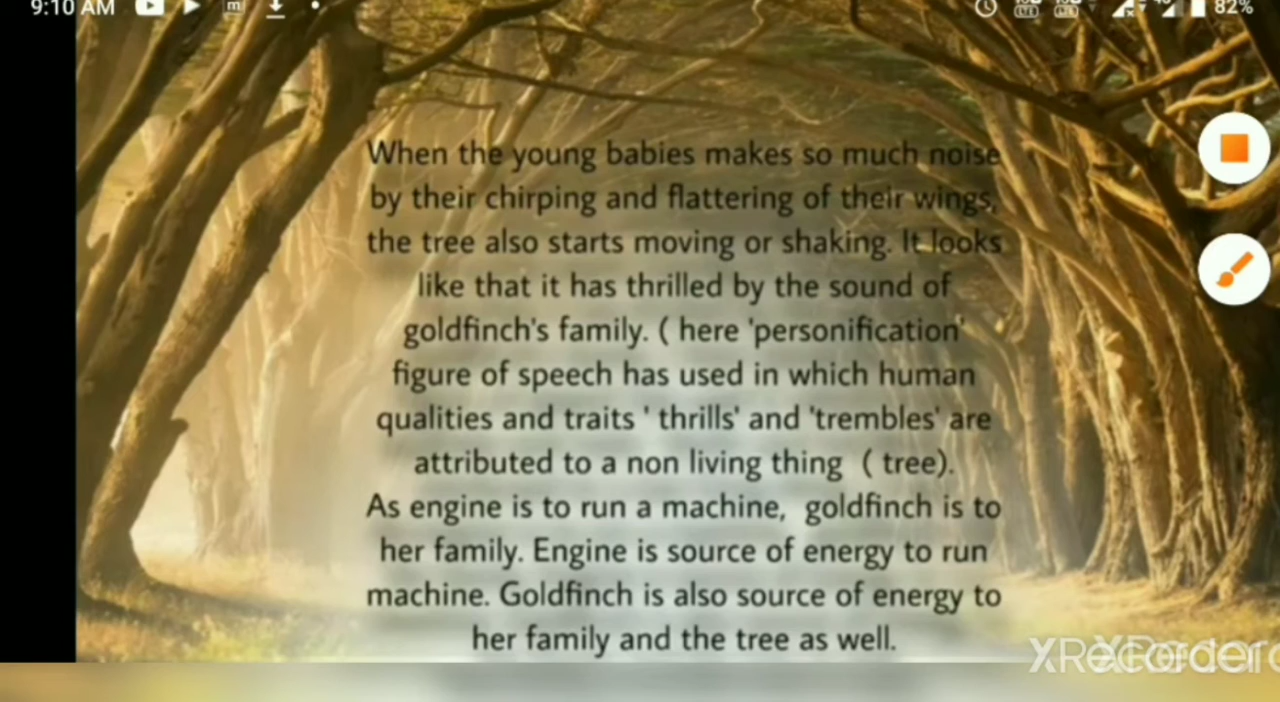 9:10 AM
82%
When the young babies makes so much noise
by their chirping and flattering of their wings,
the tree also starts moving or shaking. It looks
like that it has thrilled by the sound of
goldfinch's family. ( here 'personification'
figure of speech has used in which human
qualities and traits ' thrills' and 'trembles' are
attributed to a non living thing ( tree).
As engine is to run a machine, goldfinch is to
her family. Engine is source of energy to run
machine. Goldfinch is also source of energy to
her family and the tree as well.